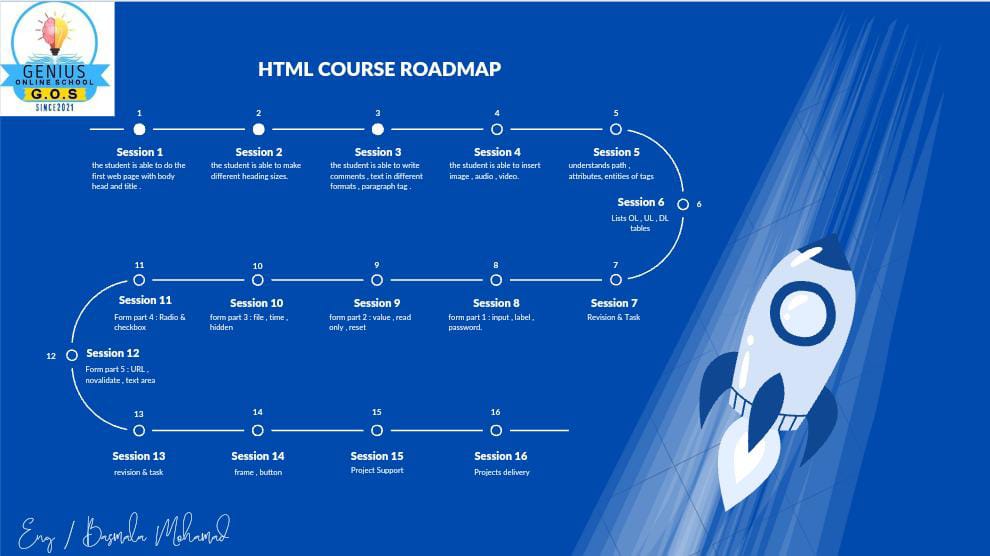 GENIUS
ONLINE SCHOOL
G.O.S
SINCE2021
HTML COURSE ROADMAP
1
Session 1
the student is able to do the
first web page with body
head and title .
2
Session 2
the student is able to make
different heading sizes.
3
Session 3
the student is able to write
comments , text in different
formats , paragraph tag .
4
Session 4
the student is able to insert
image , audio , video.
5
Session 5
understands path ,
attributes, entities of tags
Session 6
6
Lists OL , UL , DL
tables
7
Session 7
Revision & Task
8
Session 8
form part 1 : input , label ,
password.
9
Session 9
form part 2 : value , read
only , reset
10
Session 10
form part 3 : file , time ,
hidden
11
Session 11
Form part 4 : Radio &
checkbox
12
Session 12
Form part 5 : URL ,
novalidate , text area
13
Session 13
revision & task
14
Session 14
frame , button
15
Session 15
Project Support
16
Session 16
Projects delivery
Eng / Basmala Mohamad